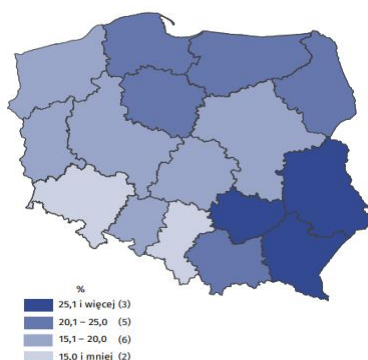 %
25,1 i więcej (3)
20,1 – 25,0 (5)
15,1 – 20,0 (6)
15,0 i mniej (2)